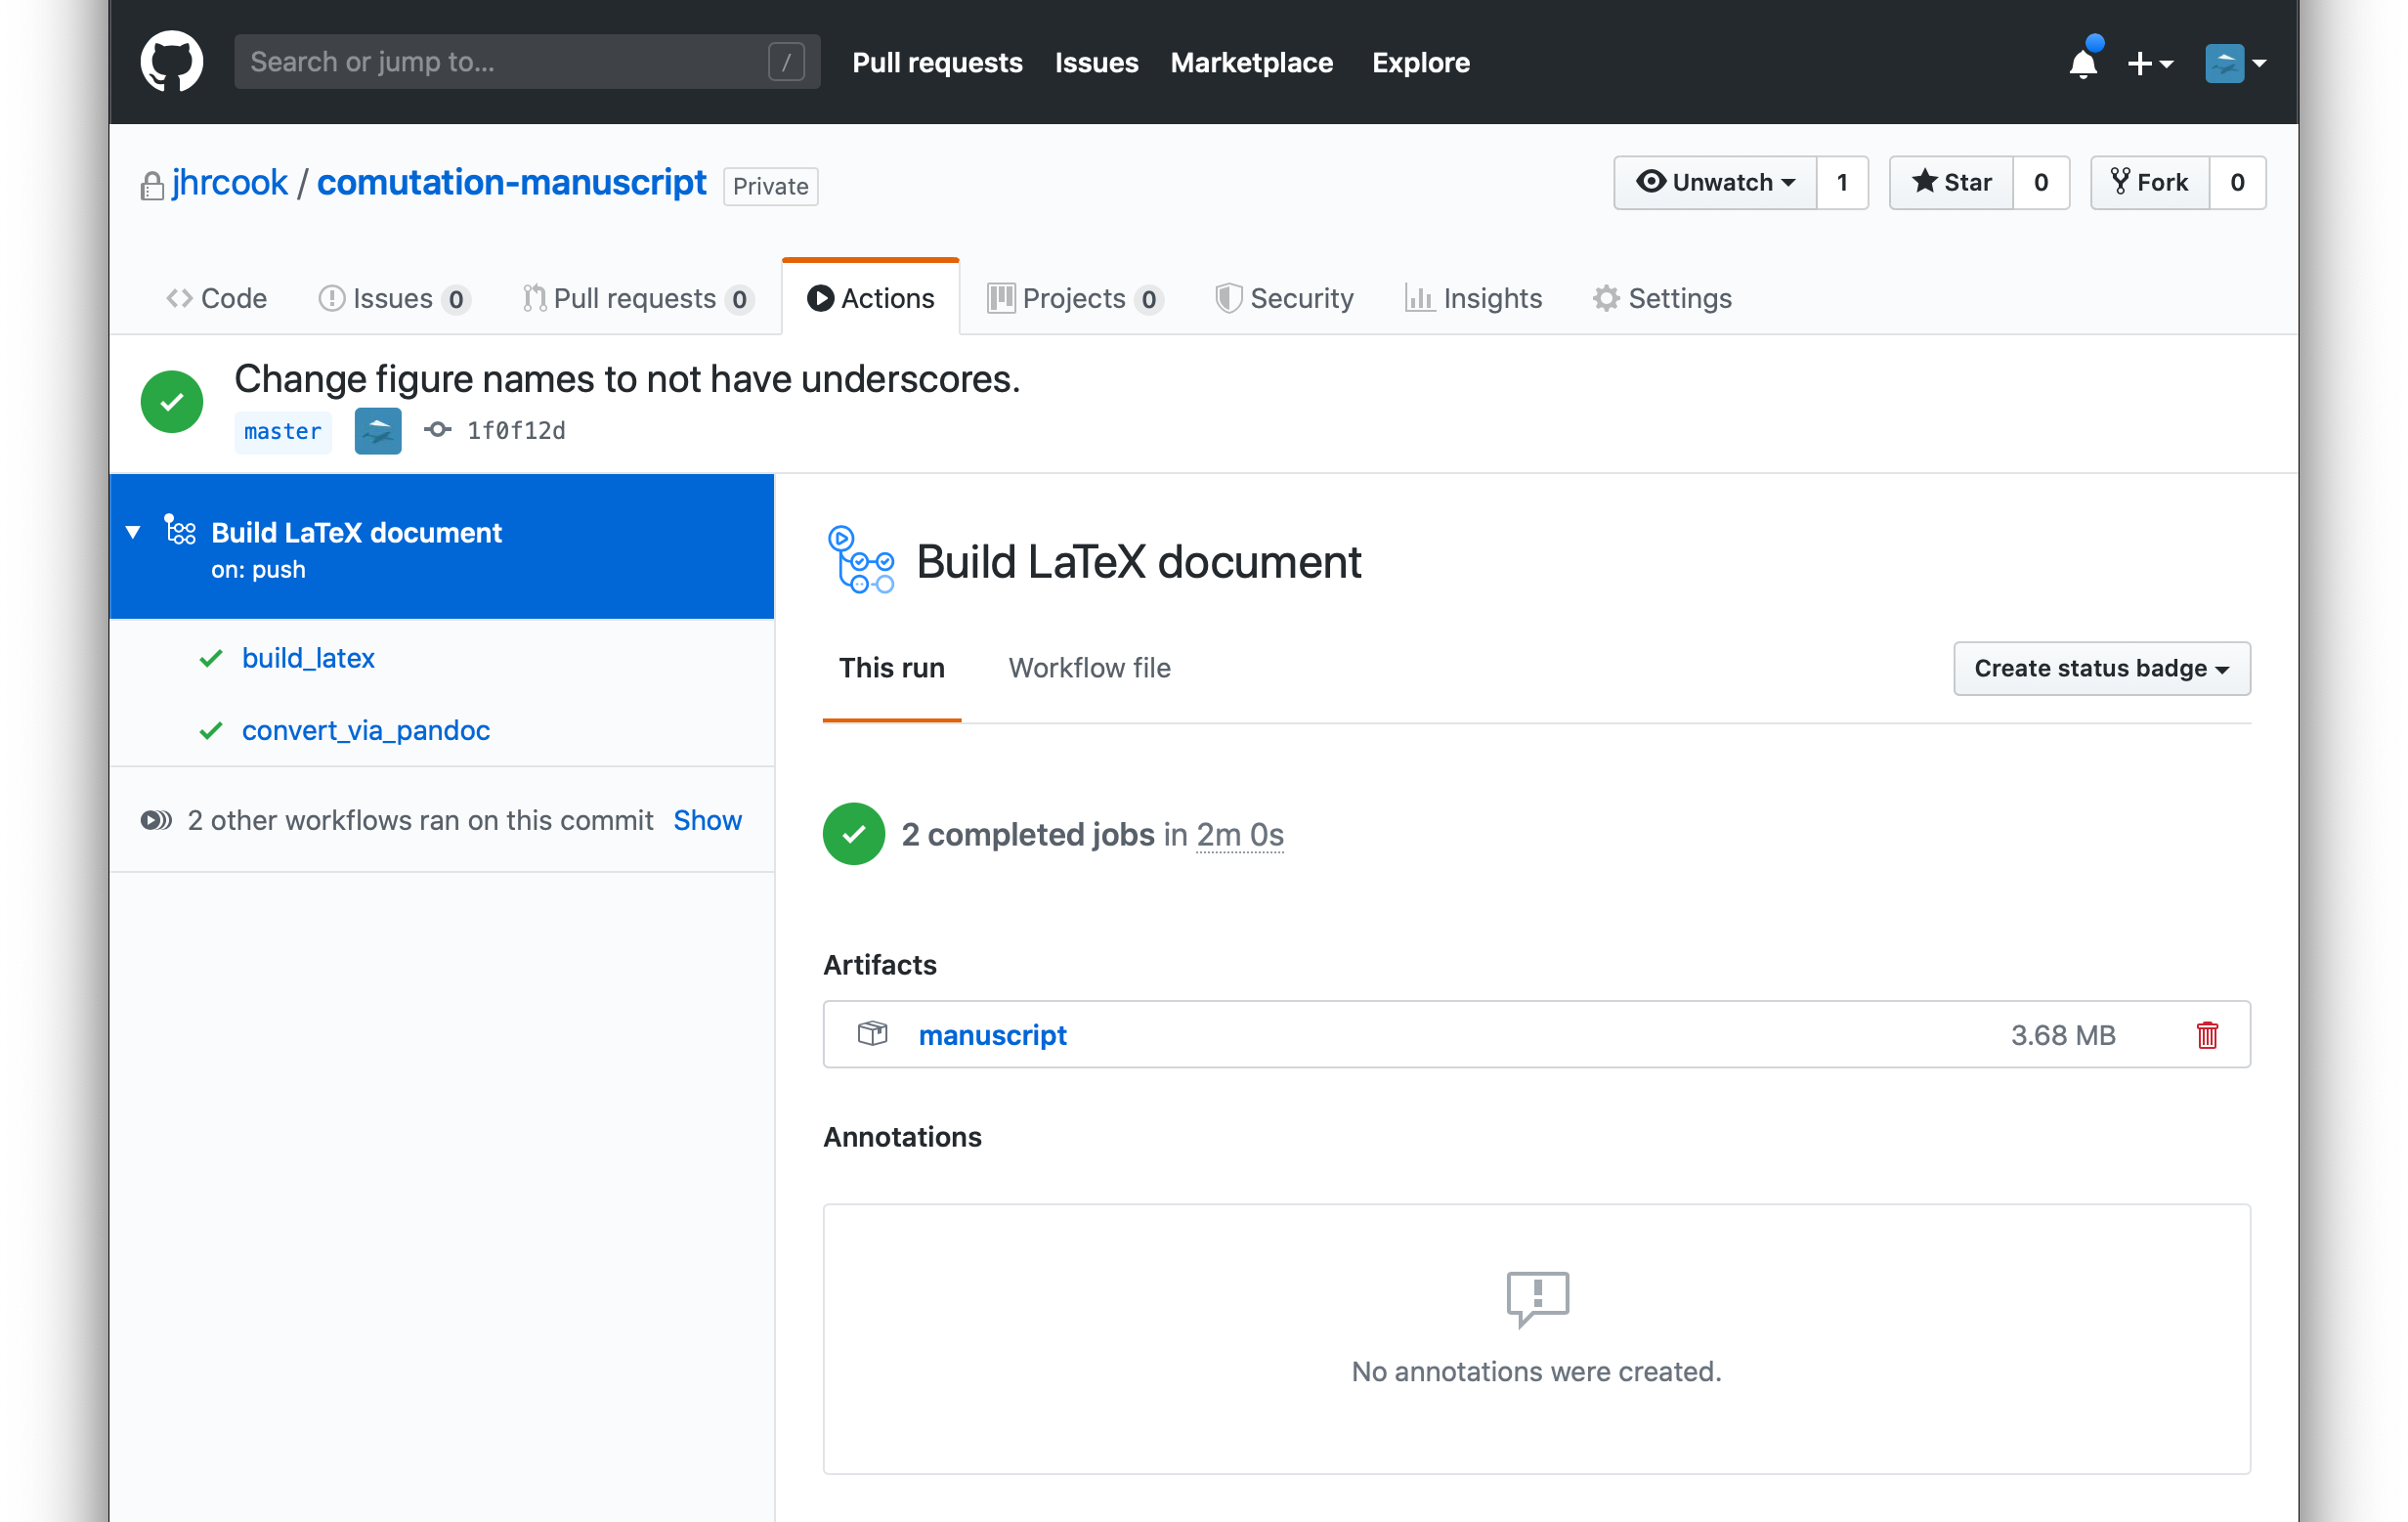 Search or jump to... / Pull requests Issues Marketplace Explore
jhrcook / comutation-manuscript Private Unwatch 1 Star 0 Fork 0
Code Issues 0 Pull requests 0 Actions Projects 0 Security Insights Settings
Change figure names to not have underscores.
master 1f0f12d
Build LaTeX document
on: push
build_latex
convert_via_pandoc
2 other workflows ran on this commit Show
Build LaTeX document
This run Workflow file Create status badge
2 completed jobs in 2m 0s
Artifacts
manuscript 3.68 MB
Annotations
No annotations were created.